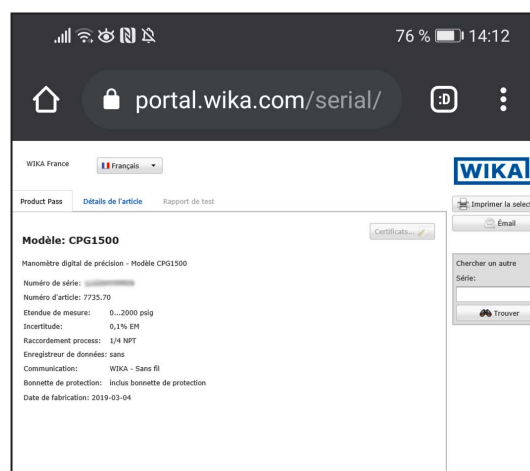 76 % 14:12
portal.wika.com/serial/ :D
WIKA France Français
WIKA
Product Pass Détails de l'article Rapport de test
Imprimer la select
Certificats...
Émail
Modèle: CPG1500
Manomètre digital de précision - Modèle CPG1500
Chercher un autre
Numéro de série:
Série:
Numéro d'article: 7735.70
Etendue de mesure: 0...2000 psig
Trouver
Incertitude: 0,1% EM
Raccordement process: 1/4 NPT
Enregistreur de données: sans
Communication: WIKA - Sans fil
Bonnette de protection: inclus bonnette de protection
Date de fabrication: 2019-03-04